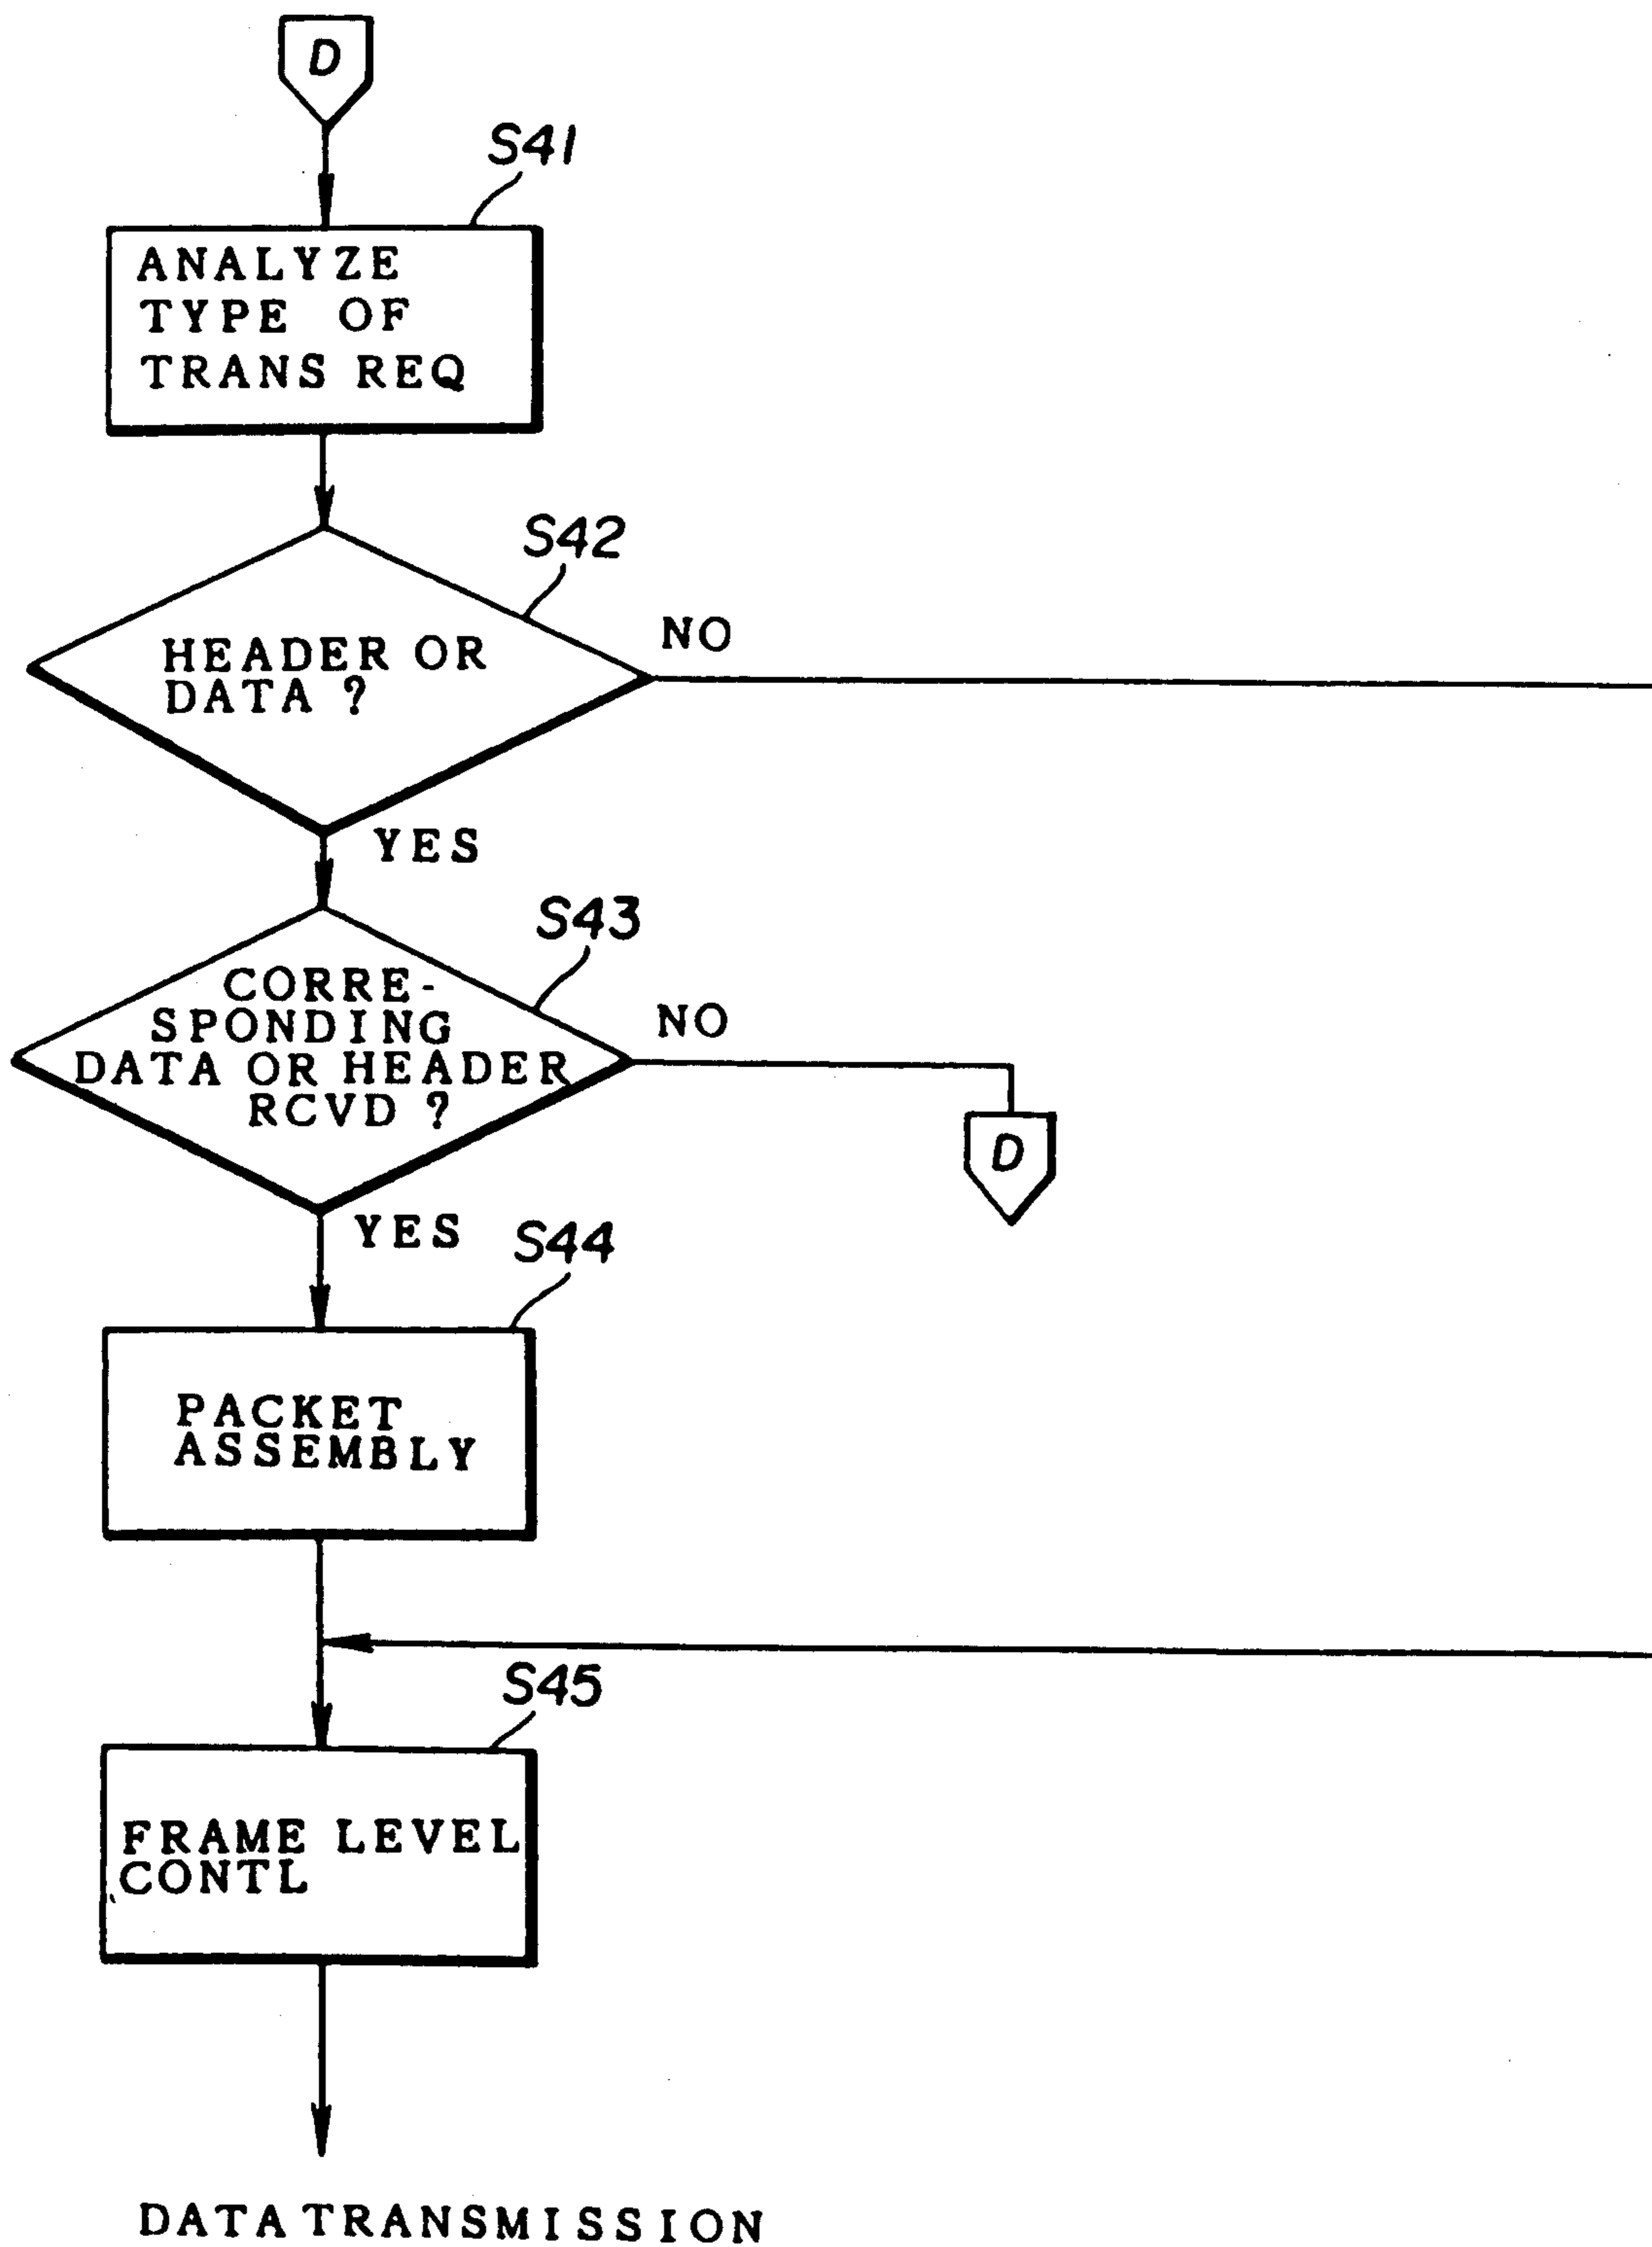 D
S41
ANALYZE
TYPE OF
TRANS REQ
S42
HEADER OR
DATA ?
NO
YES
S43
CORRE-
SPONDING
DATA OR HEADER
RCVD ?
NO
D
YES
S44
PACKET
ASSEMBLY
S45
FRAME LEVEL
CONTL
DATA TRANSMISSION